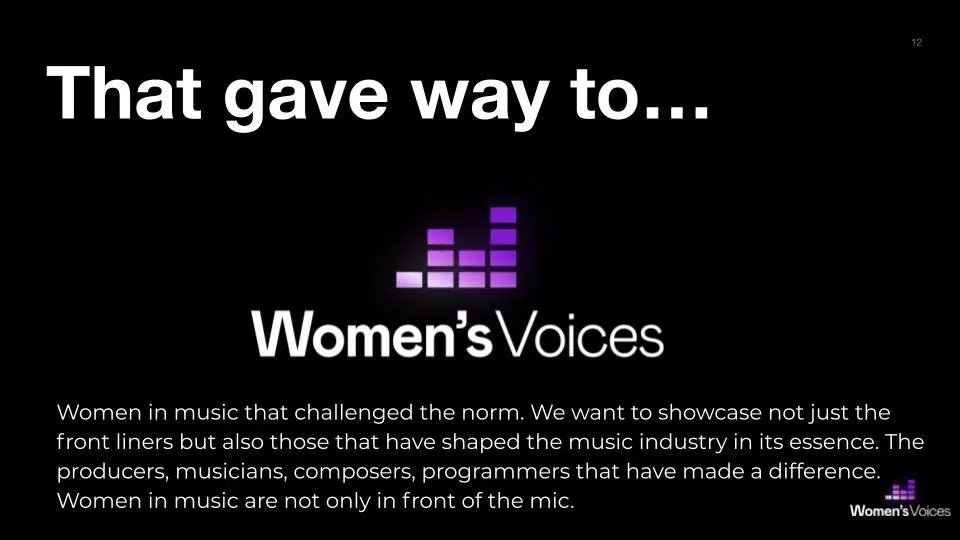 12
That gave way to...
Women's Voices
Women in music that challenged the norm. We want to showcase not just the
front liners but also those that have shaped the music industry in its essence. The
producers, musicians, composers, programmers that have made a difference.
Women in music are not only in front of the mic.
Women's Voices